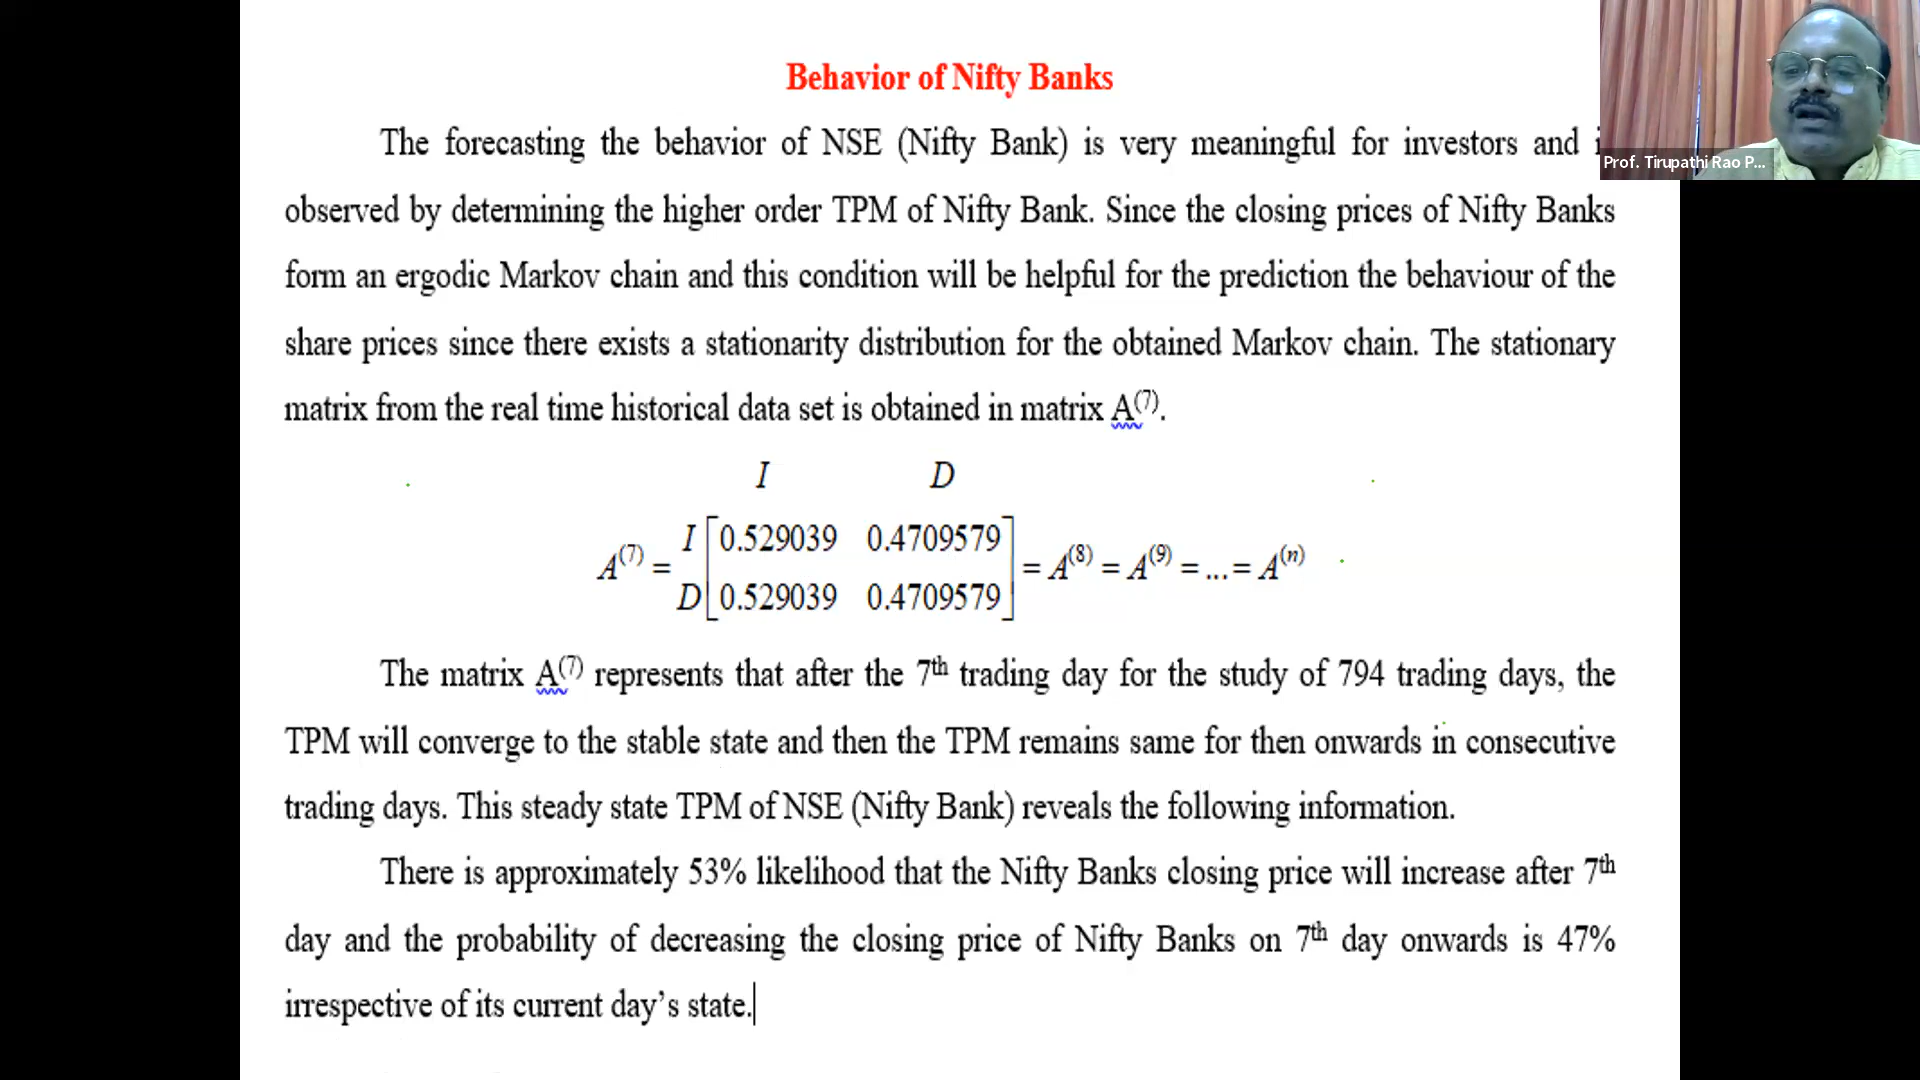 Behavior of Nifty Banks
The forecasting the behavior of NSE (Nifty Bank) is very meaningful for investors and
observed by determining the higher order TPM of Nifty Bank. Since the closing prices of Nifty Banks
form an ergodic Markov chain and this condition will be helpful for the prediction the behaviour of the
share prices since there exists a stationarity distribution for the obtained Markov chain. The stationary
matrix from the real time historical data set is obtained in matrix A⁽⁷⁾.
I D
A⁽⁷⁾ = I [0.529039 0.4709579] = A⁽⁸⁾ = A⁽⁹⁾ = ... = A⁽ⁿ⁾
D [0.529039 0.4709579]
The matrix A⁽⁷⁾ represents that after the 7th trading day for the study of 794 trading days, the
TPM will converge to the stable state and then the TPM remains same for then onwards in consecutive
trading days. This steady state TPM of NSE (Nifty Bank) reveals the following information.
There is approximately 53% likelihood that the Nifty Banks closing price will increase after 7th
day and the probability of decreasing the closing price of Nifty Banks on 7th day onwards is 47%
irrespective of its current day's state.
Prof. Tirupathi Rao P...